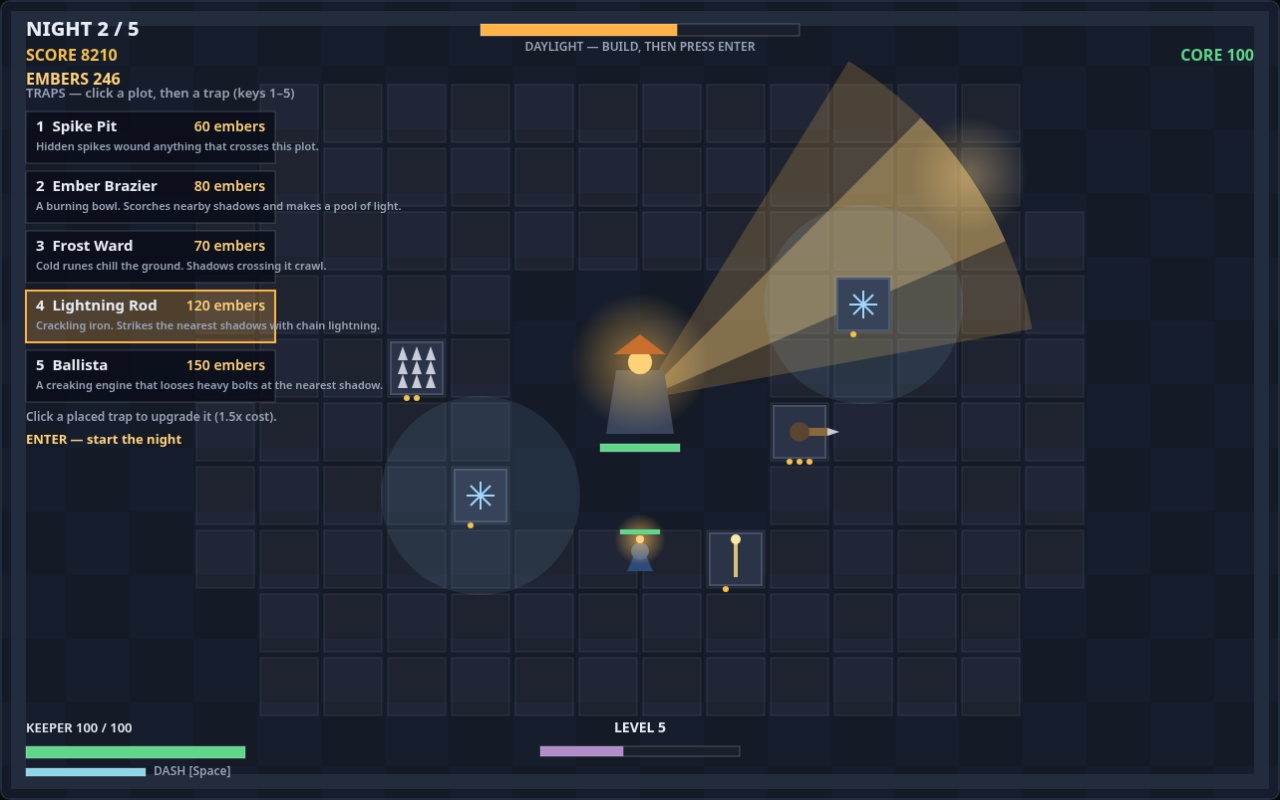 NIGHT 2 / 5
SCORE 8210
EMBERS 246
DAYLIGHT — BUILD, THEN PRESS ENTER
CORE 100
TRAPS — click a plot, then a trap (keys 1–5)
1 Spike Pit 60 embers
Hidden spikes wound anything that crosses this plot.
2 Ember Brazier 80 embers
A burning bowl. Scorches nearby shadows and makes a pool of light.
3 Frost Ward 70 embers
Cold runes chill the ground. Shadows crossing it crawl.
4 Lightning Rod 120 embers
Crackling iron. Strikes the nearest shadows with chain lightning.
5 Ballista 150 embers
A creaking engine that looses heavy bolts at the nearest shadow.
Click a placed trap to upgrade it (1.5x cost).
ENTER — start the night
KEEPER 100 / 100
DASH [Space]
LEVEL 5